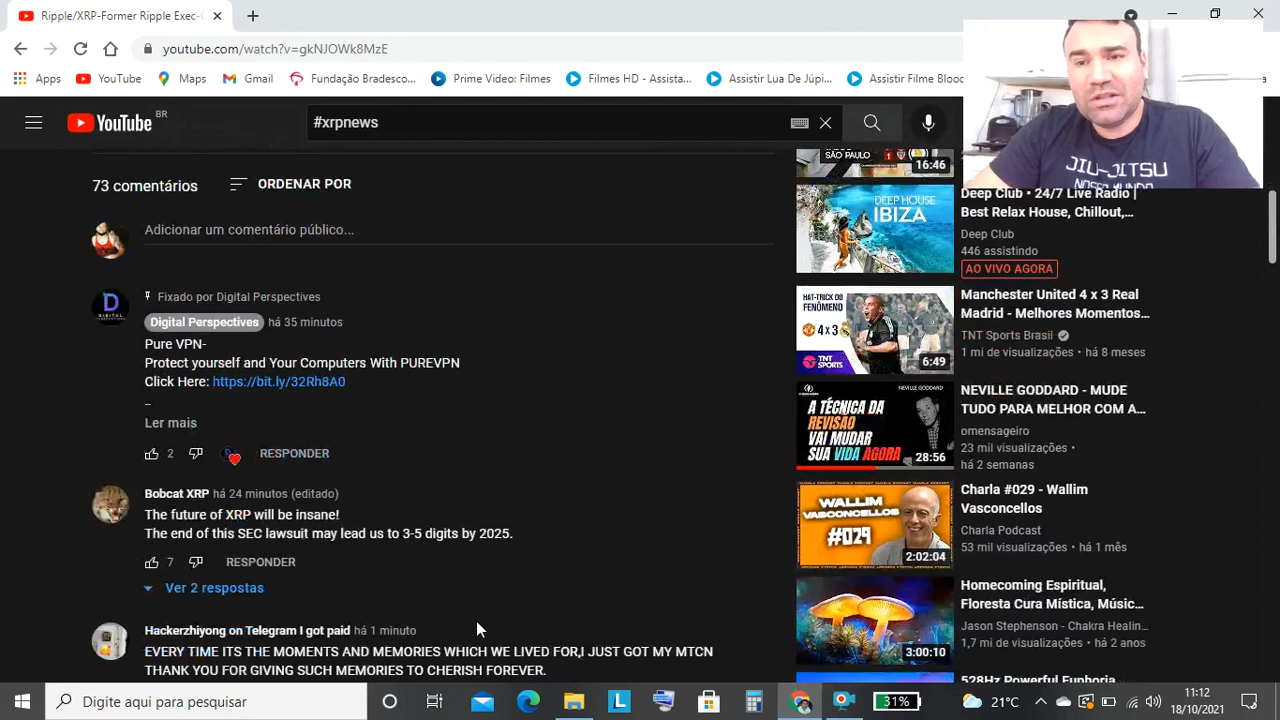 Ripple/XRP-Former Ripple Exec-
youtube.com/watch?v=gkNJOWk8MzE
Apps YouTube Maps Gmail Fundação Bradesco... Prime Video: Filmes Filmes HD - Assista... Assistir Lua De Júpi... Assistir Filme Blood
YouTube BR
#xrpnews
JIU-JITSU
NOSSO MUNDO
73 comentários ORDENAR POR
Adicionar um comentário público...
Fixado por Digital Perspectives
Digital Perspectives há 35 minutos
Pure VPN-
Protect yourself and Your Computers With PUREVPN
Click Here: https://bit.ly/32Rh8A0
–
Ler mais
2 RESPONDER
Bobcat XRP há 24 minutos (editado)
The future of XRP will be insane!
The end of this SEC lawsuit may lead us to 3-5 digits by 2025.
7 RESPONDER
Ver 2 respostas
Hackerzhiyong on Telegram I got paid há 1 minuto
EVERY TIME ITS THE MOMENTS AND MEMORIES WHICH WE LIVED FOR,I JUST GOT MY MTCN
THANK YOU FOR GIVING SUCH MEMORIES TO CHERISH FOREVER.
SÃO PAULO 1
16:46
Deep Club • 24/7 Live Radio |
Best Relax House, Chillout,...
Deep Club
446 assistindo
AO VIVO AGORA
DEEP HOUSE
IBIZA
HAT-TRICK DO
FENÔMENO
4 x 3
TNT
SPORTS
6:49
Manchester United 4 x 3 Real
Madrid - Melhores Momentos...
TNT Sports Brasil
1 mi de visualizações • há 8 meses
NEVILLE GODDARD
A TÉCNICA DA
REVISÃO
VAI MUDAR
SUA VIDA AGORA
28:56
NEVILLE GODDARD - MUDE
TUDO PARA MELHOR COM A...
omensageiro
23 mil visualizações •
há 2 semanas
WALLIM
VASCONCELLOS
#029
2:02:04
Charla #029 - Wallim
Vasconcellos
Charla Podcast
53 mil visualizações • há 1 mês
3:00:10
Homecoming Espiritual,
Floresta Cura Mística, Músic...
Jason Stephenson - Chakra Healin...
1,7 mi de visualizações • há 2 anos
528Hz Powerful Euphoria
Digite aqui para pesquisar
31%
21°C
11:12
18/10/2021